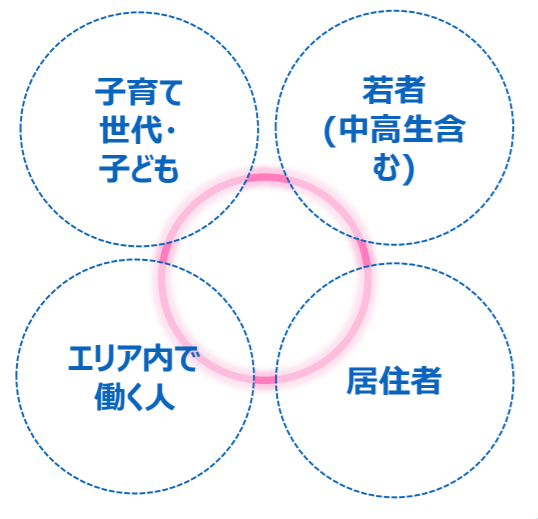 子育て
世代・
子ども
若者
(中高生含
む)
エリア内で
働く人
居住者